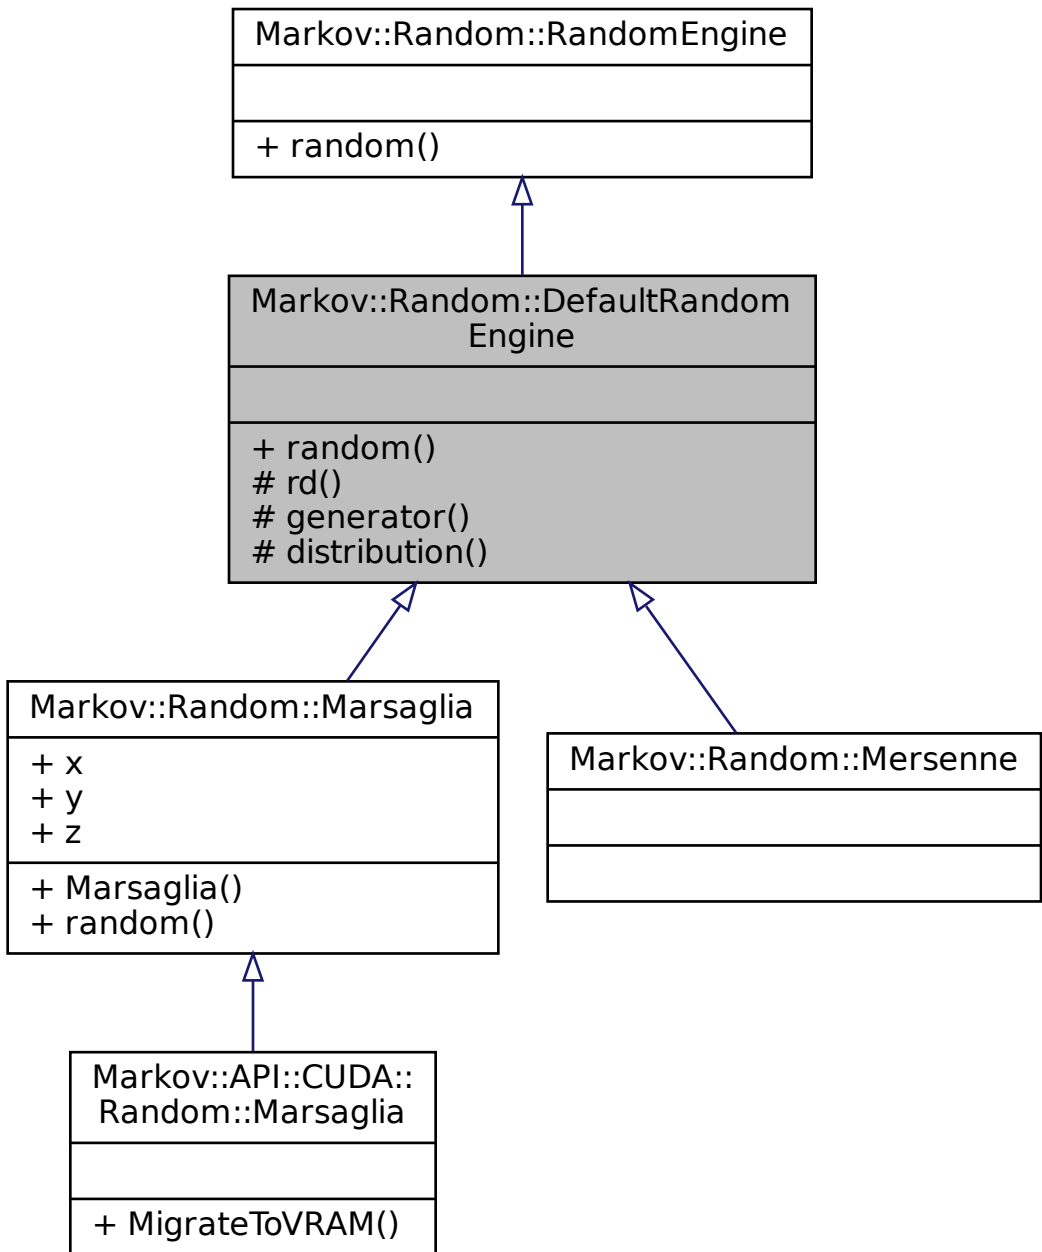 Markov::Random::RandomEngine
+ random()
Markov::Random::DefaultRandom
Engine
+ random()
# rd()
# generator()
# distribution()
Markov::Random::Marsaglia
+ x
+ y
+ z
+ Marsaglia()
+ random()
Markov::Random::Mersenne
Markov::API::CUDA::
Random::Marsaglia
+ MigrateToVRAM()